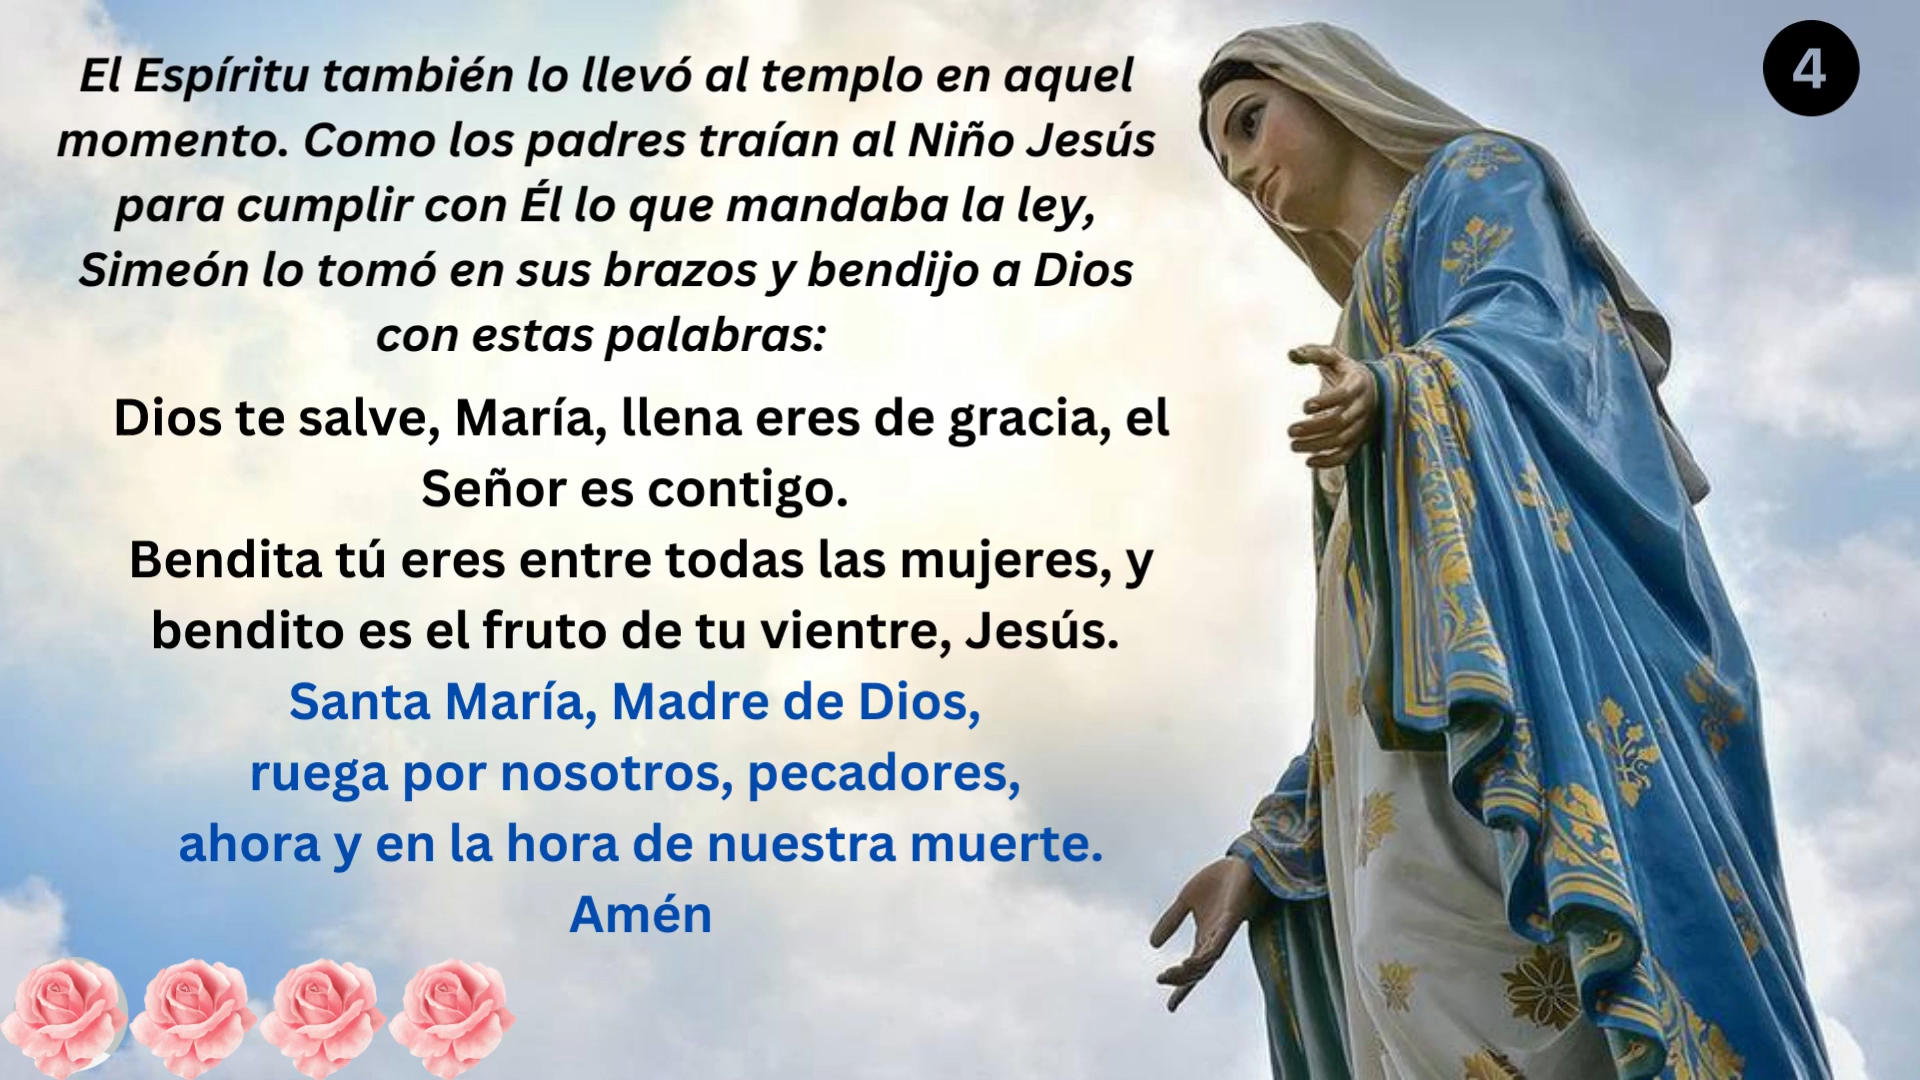 El Espíritu también lo llevó al templo en aquel
momento. Como los padres traían al Niño Jesús
para cumplir con Él lo que mandaba la ley,
Simeón lo tomó en sus brazos y bendijo a Dios
con estas palabras:
Dios te salve, María, llena eres de gracia, el
Señor es contigo.
Bendita tú eres entre todas las mujeres, y
bendito es el fruto de tu vientre, Jesús.
Santa María, Madre de Dios,
ruega por nosotros, pecadores,
ahora y en la hora de nuestra muerte.
Amén
4